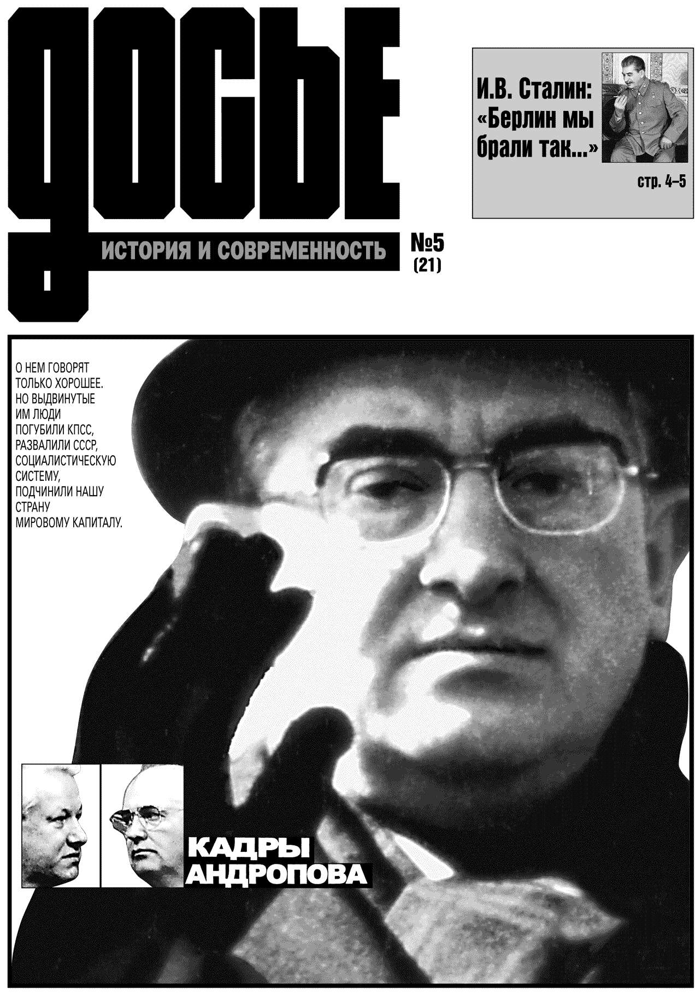 досье
ИСТОРИЯ И СОВРЕМЕННОСТЬ
№5
(21)
И.В. Сталин:
«Берлин мы
брали так...»
стр. 4–5
О НЕМ ГОВОРЯТ
ТОЛЬКО ХОРОШЕЕ.
НО ВЫДВИНУТЫЕ
ИМ ЛЮДИ
ПОГУБИЛИ КПСС,
РАЗВАЛИЛИ СССР,
СОЦИАЛИСТИЧЕСКУЮ
СИСТЕМУ,
ПОДЧИНИЛИ НАШУ
СТРАНУ
МИРОВОМУ КАПИТАЛУ.
КАДРЫ
АНДРОПОВА